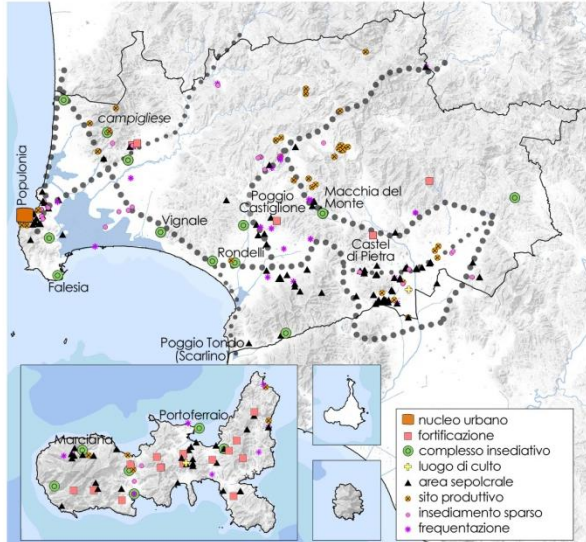 campigliese
Populonia
Macchia del
Monte
Poggio
Castiglione
Vignale
Castel
di Pietra
Rondelli
Falesia
Poggio Tondo
(Scarlino)
Portoferraio
Marciana
nucleo urbano
fortificazione
complesso insediativo
luogo di culto
area sepolcrale
sito produttivo
insediamento sparso
frequentazione